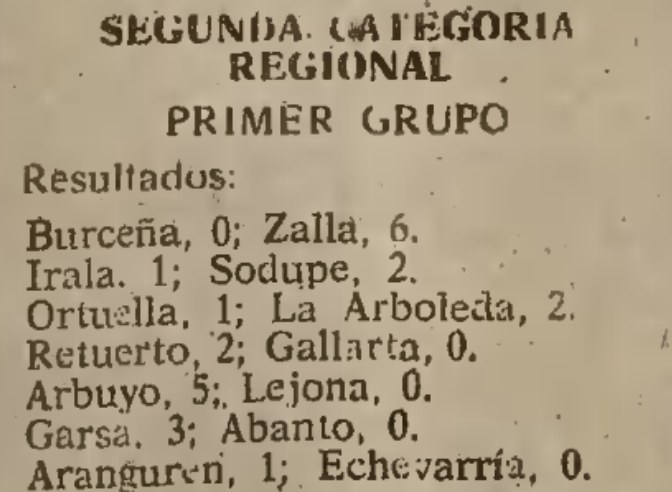 SEGUNDA CATEGORIA
REGIONAL
PRIMER GRUPO
Resultados:
Burceña, 0; Zalla, 6.
Irala. 1; Sodupe, 2.
Ortuella, 1; La Arboleda, 2.
Retuerto, 2; Gallarta, 0.
Arbuyo, 5; Lejona, 0.
Garsa. 3; Abanto, 0.
Aranguren, 1; Echevarría, 0.